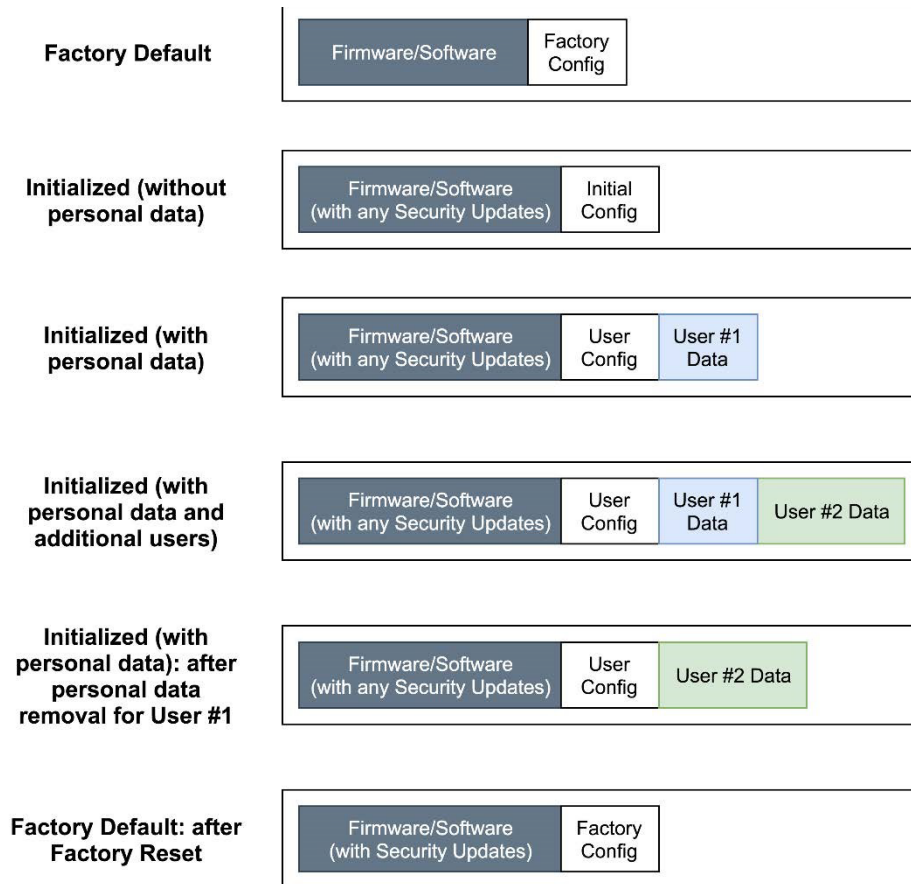 Factory Default
Firmware/Software
Factory
Config
Initialized (without
personal data)
Firmware/Software
(with any Security Updates)
Initial
Config
Initialized (with
personal data)
Firmware/Software
(with any Security Updates)
User
Config
User #1
Data
Initialized (with
personal data and
additional users)
Firmware/Software
(with any Security Updates)
User
Config
User #1
Data
User #2 Data
Initialized (with
personal data): after
personal data
removal for User #1
Firmware/Software
(with any Security Updates)
User
Config
User #2 Data
Factory Default: after
Factory Reset
Firmware/Software
(with Security Updates)
Factory
Config